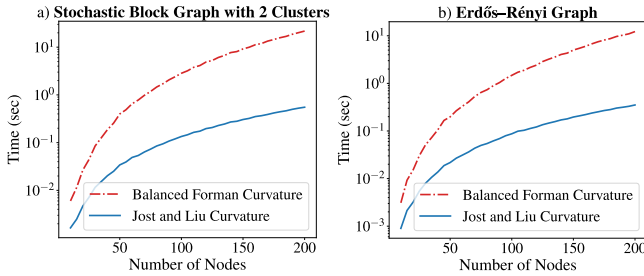 a) Stochastic Block Graph with 2 Clusters
10^1
10^0
10^-1
10^-2
Time (sec)
Balanced Forman Curvature
Jost and Liu Curvature
50 100 150 200
Number of Nodes
b) Erdős–Rényi Graph
10^1
10^0
10^-1
10^-2
10^-3
Time (sec)
Balanced Forman Curvature
Jost and Liu Curvature
50 100 150 200
Number of Nodes